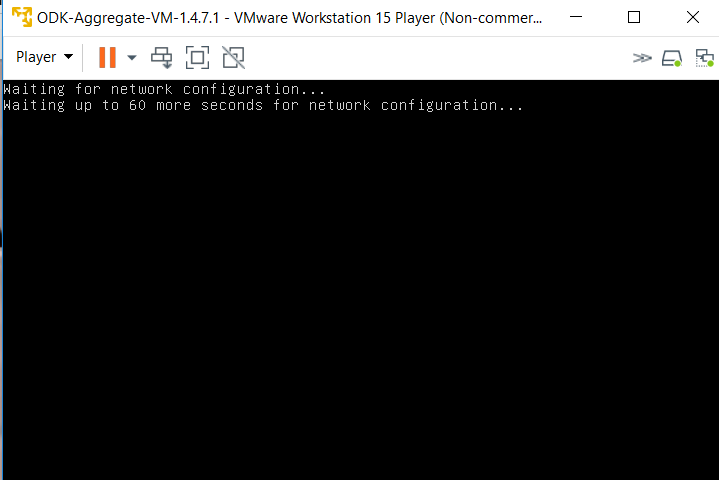 ODK-Aggregate-VM-1.4.7.1 - VMware Workstation 15 Player (Non-commer...
Player
Waiting for network configuration...
Waiting up to 60 more seconds for network configuration...